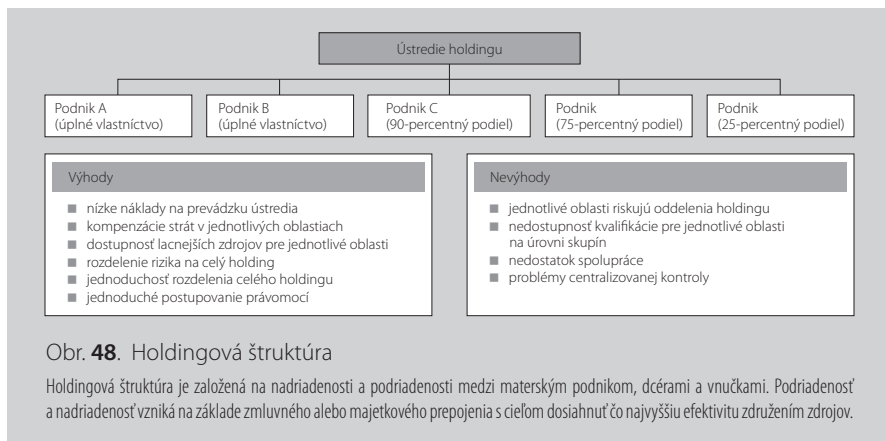 Ústredie holdingu
Podnik A
(úplné vlastníctvo)
Podnik B
(úplné vlastníctvo)
Podnik C
(90-percentný podiel)
Podnik
(75-percentný podiel)
Podnik
(25-percentný podiel)
Výhody
■ nízke náklady na prevádzku ústredia
■ kompenzácie strát v jednotlivých oblastiach
■ dostupnosť lacnejších zdrojov pre jednotlivé oblasti
■ rozdelenie rizika na celý holding
■ jednoduchosť rozdelenia celého holdingu
■ jednoduché postupovanie právomocí
Nevýhody
■ jednotlivé oblasti riskujú oddelenia holdingu
■ nedostupnosť kvalifikácie pre jednotlivé oblasti
na úrovni skupín
■ nedostatok spolupráce
■ problémy centralizovanej kontroly
Obr. 48. Holdingová štruktúra
Holdingová štruktúra je založená na nadriadenosti a podriadenosti medzi materským podnikom, dcérami a vnučkami. Podriadenosť
a nadriadenosť vzniká na základe zmluvného alebo majetkového prepojenia s cieľom dosiahnuť čo najvyššiu efektivitu združením zdrojov.